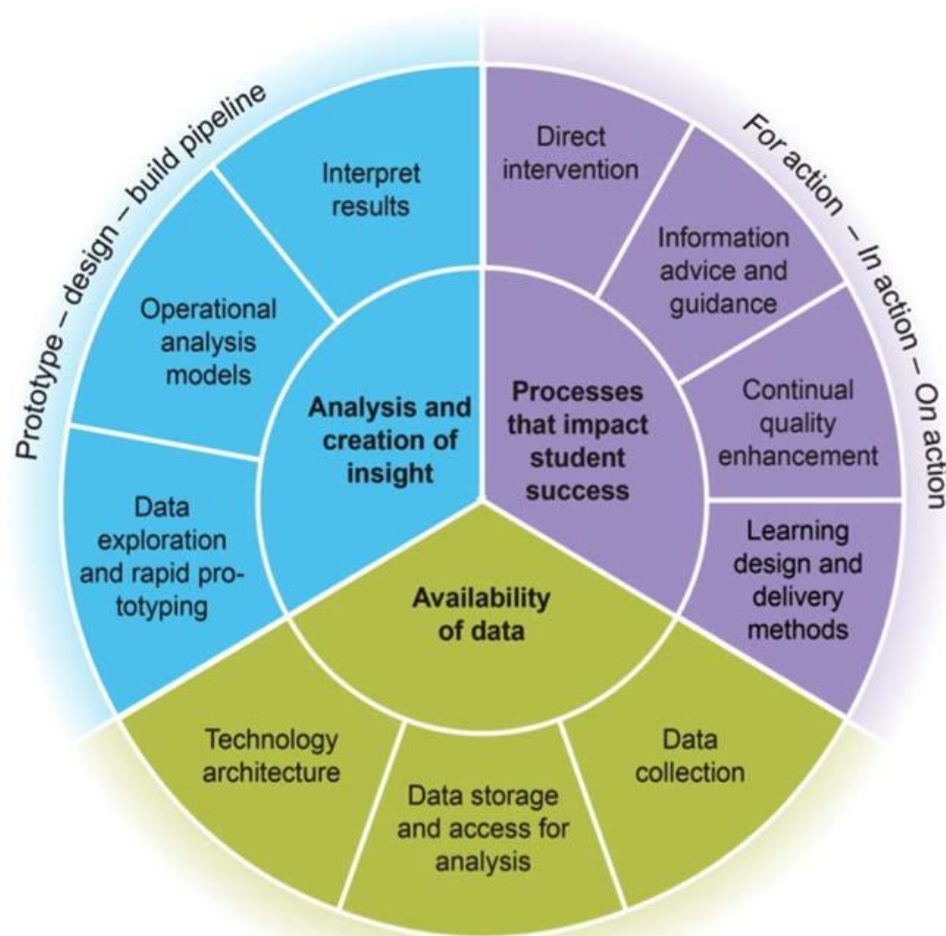 Prototype – design – build pipeline
For action – In action – On action
Interpret
results
Operational
analysis
models
Data
exploration
and rapid pro-
totyping
Analysis and
creation of
insight
Direct
intervention
Information
advice and
guidance
Continual
quality
enhancement
Learning
design and
delivery
methods
Processes
that impact
student
success
Availability
of data
Technology
architecture
Data storage
and access for
analysis
Data
collection